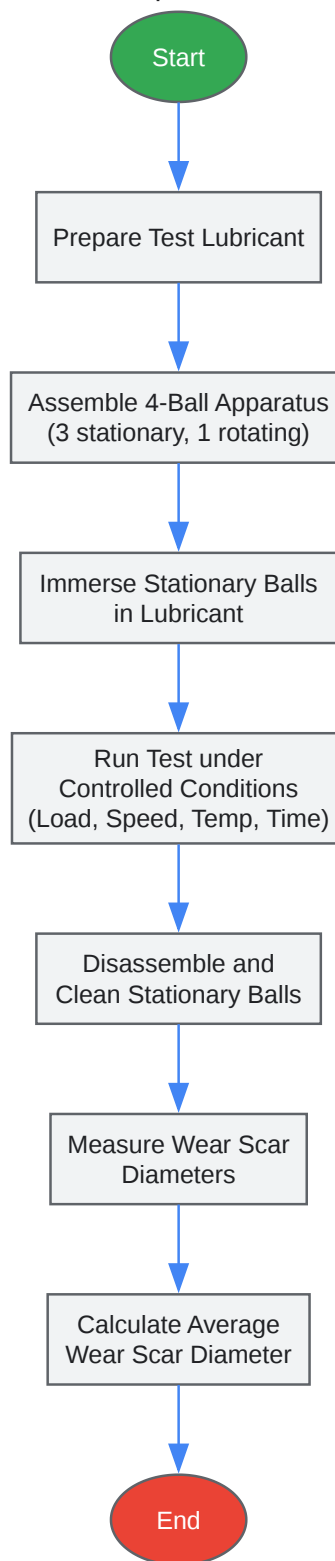 Start
Prepare Test Lubricant
Assemble 4-Ball Apparatus
(3 stationary, 1 rotating)
Immerse Stationary Balls
in Lubricant
Run Test under
Controlled Conditions
(Load, Speed, Temp, Time)
Disassemble and
Clean Stationary Balls
Measure Wear Scar
Diameters
Calculate Average
Wear Scar Diameter
End